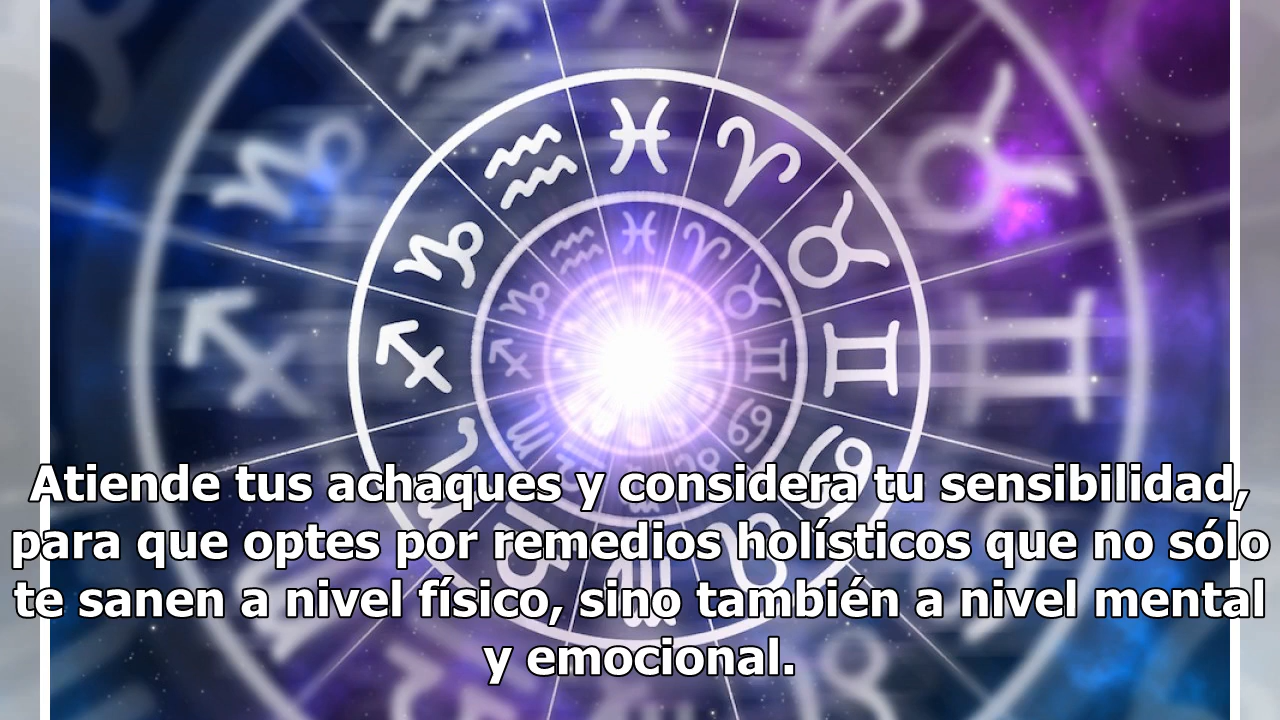 Atiende tus achaques y considera tu sensibilidad,
para que optes por remedios holísticos que no sólo
te sanen a nivel físico, sino también a nivel mental
y emocional.